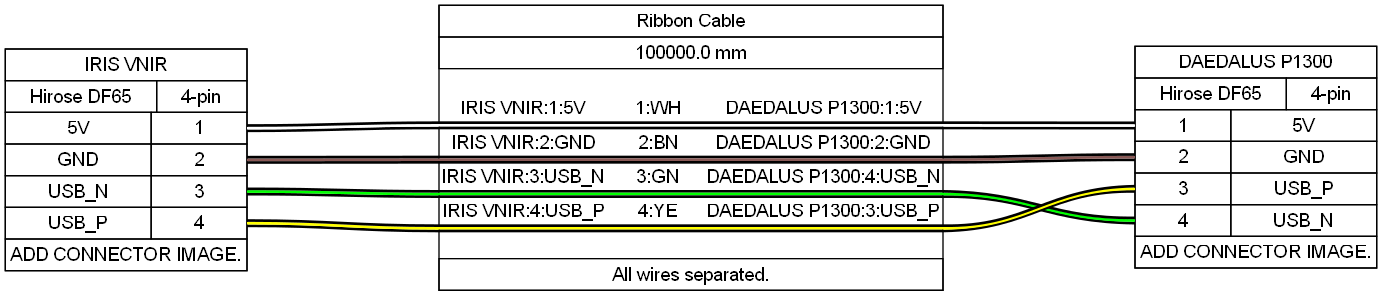 IRIS VNIR
Hirose DF65 4-pin
5V 1
GND 2
USB_N 3
USB_P 4
ADD CONNECTOR IMAGE.
Ribbon Cable
100000.0 mm
IRIS VNIR:1:5V 1:WH DAEDALUS P1300:1:5V
IRIS VNIR:2:GND 2:BN DAEDALUS P1300:2:GND
IRIS VNIR:3:USB_N 3:GN DAEDALUS P1300:4:USB_N
IRIS VNIR:4:USB_P 4:YE DAEDALUS P1300:3:USB_P
All wires separated.
DAEDALUS P1300
Hirose DF65 4-pin
1 5V
2 GND
3 USB_P
4 USB_N
ADD CONNECTOR IMAGE.